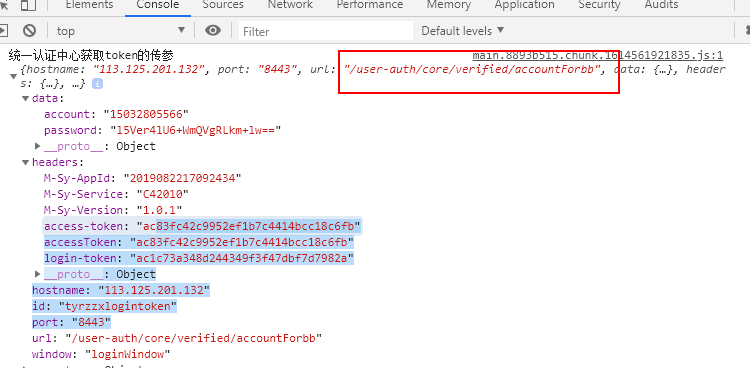 Elements Console Sources Network Performance Memory Application Security Audits
top Filter Default levels
统一认证中心获取token的传参 main.8893b515.chunk.1614561921835.js:1
{hostname: "113.125.201.132", port: "8443", url: "/user-auth/core/verified/accountForbb", data: {…}, header
s: {…}, …}
data:
account: "15032805566"
password: "l5Ver4lU6+WmQVgRLkm+lw=="
__proto__: Object
headers:
M-Sy-AppId: "2019082217092434"
M-Sy-Service: "C42010"
M-Sy-Version: "1.0.1"
access-token: "ac83fc42c9952ef1b7c4414bcc18c6fb"
accessToken: "ac83fc42c9952ef1b7c4414bcc18c6fb"
login-token: "ac1c73a348d244349f3f47dbf7d7982a"
__proto__: Object
hostname: "113.125.201.132"
id: "tyrzzxlogintoken"
port: "8443"
url: "/user-auth/core/verified/accountForbb"
window: "loginWindow"